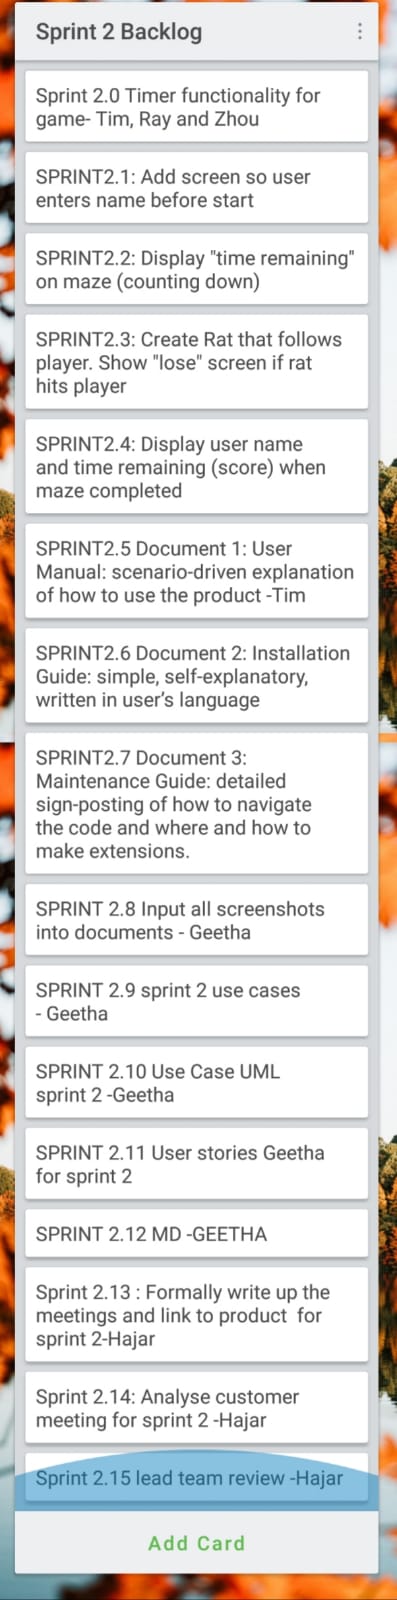 Sprint 2 Backlog
Sprint 2.0 Timer functionality for
game- Tim, Ray and Zhou
SPRINT2.1: Add screen so user
enters name before start
SPRINT2.2: Display "time remaining"
on maze (counting down)
SPRINT2.3: Create Rat that follows
player. Show "lose" screen if rat
hits player
SPRINT2.4: Display user name
and time remaining (score) when
maze completed
SPRINT2.5 Document 1: User
Manual: scenario-driven explanation
of how to use the product -Tim
SPRINT2.6 Document 2: Installation
Guide: simple, self-explanatory,
written in user’s language
SPRINT2.7 Document 3:
Maintenance Guide: detailed
sign-posting of how to navigate
the code and where and how to
make extensions.
SPRINT 2.8 Input all screenshots
into documents - Geetha
SPRINT 2.9 sprint 2 use cases
- Geetha
SPRINT 2.10 Use Case UML
sprint 2 -Geetha
SPRINT 2.11 User stories Geetha
for sprint 2
SPRINT 2.12 MD -GEETHA
Sprint 2.13 : Formally write up the
meetings and link to product  for
sprint 2-Hajar
Sprint 2.14: Analyse customer
meeting for sprint 2 -Hajar
Sprint 2.15 lead team review -Hajar
Add Card